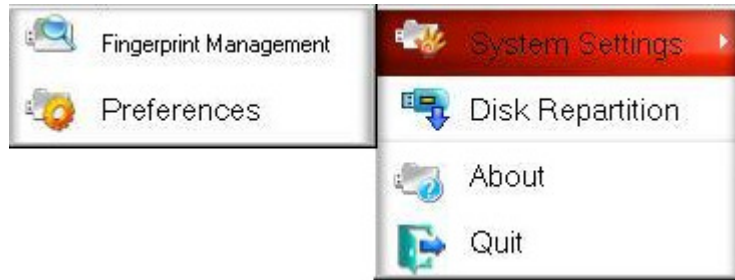 Fingerprint Management
Preferences
System Settings
Disk Repartition
About
Quit